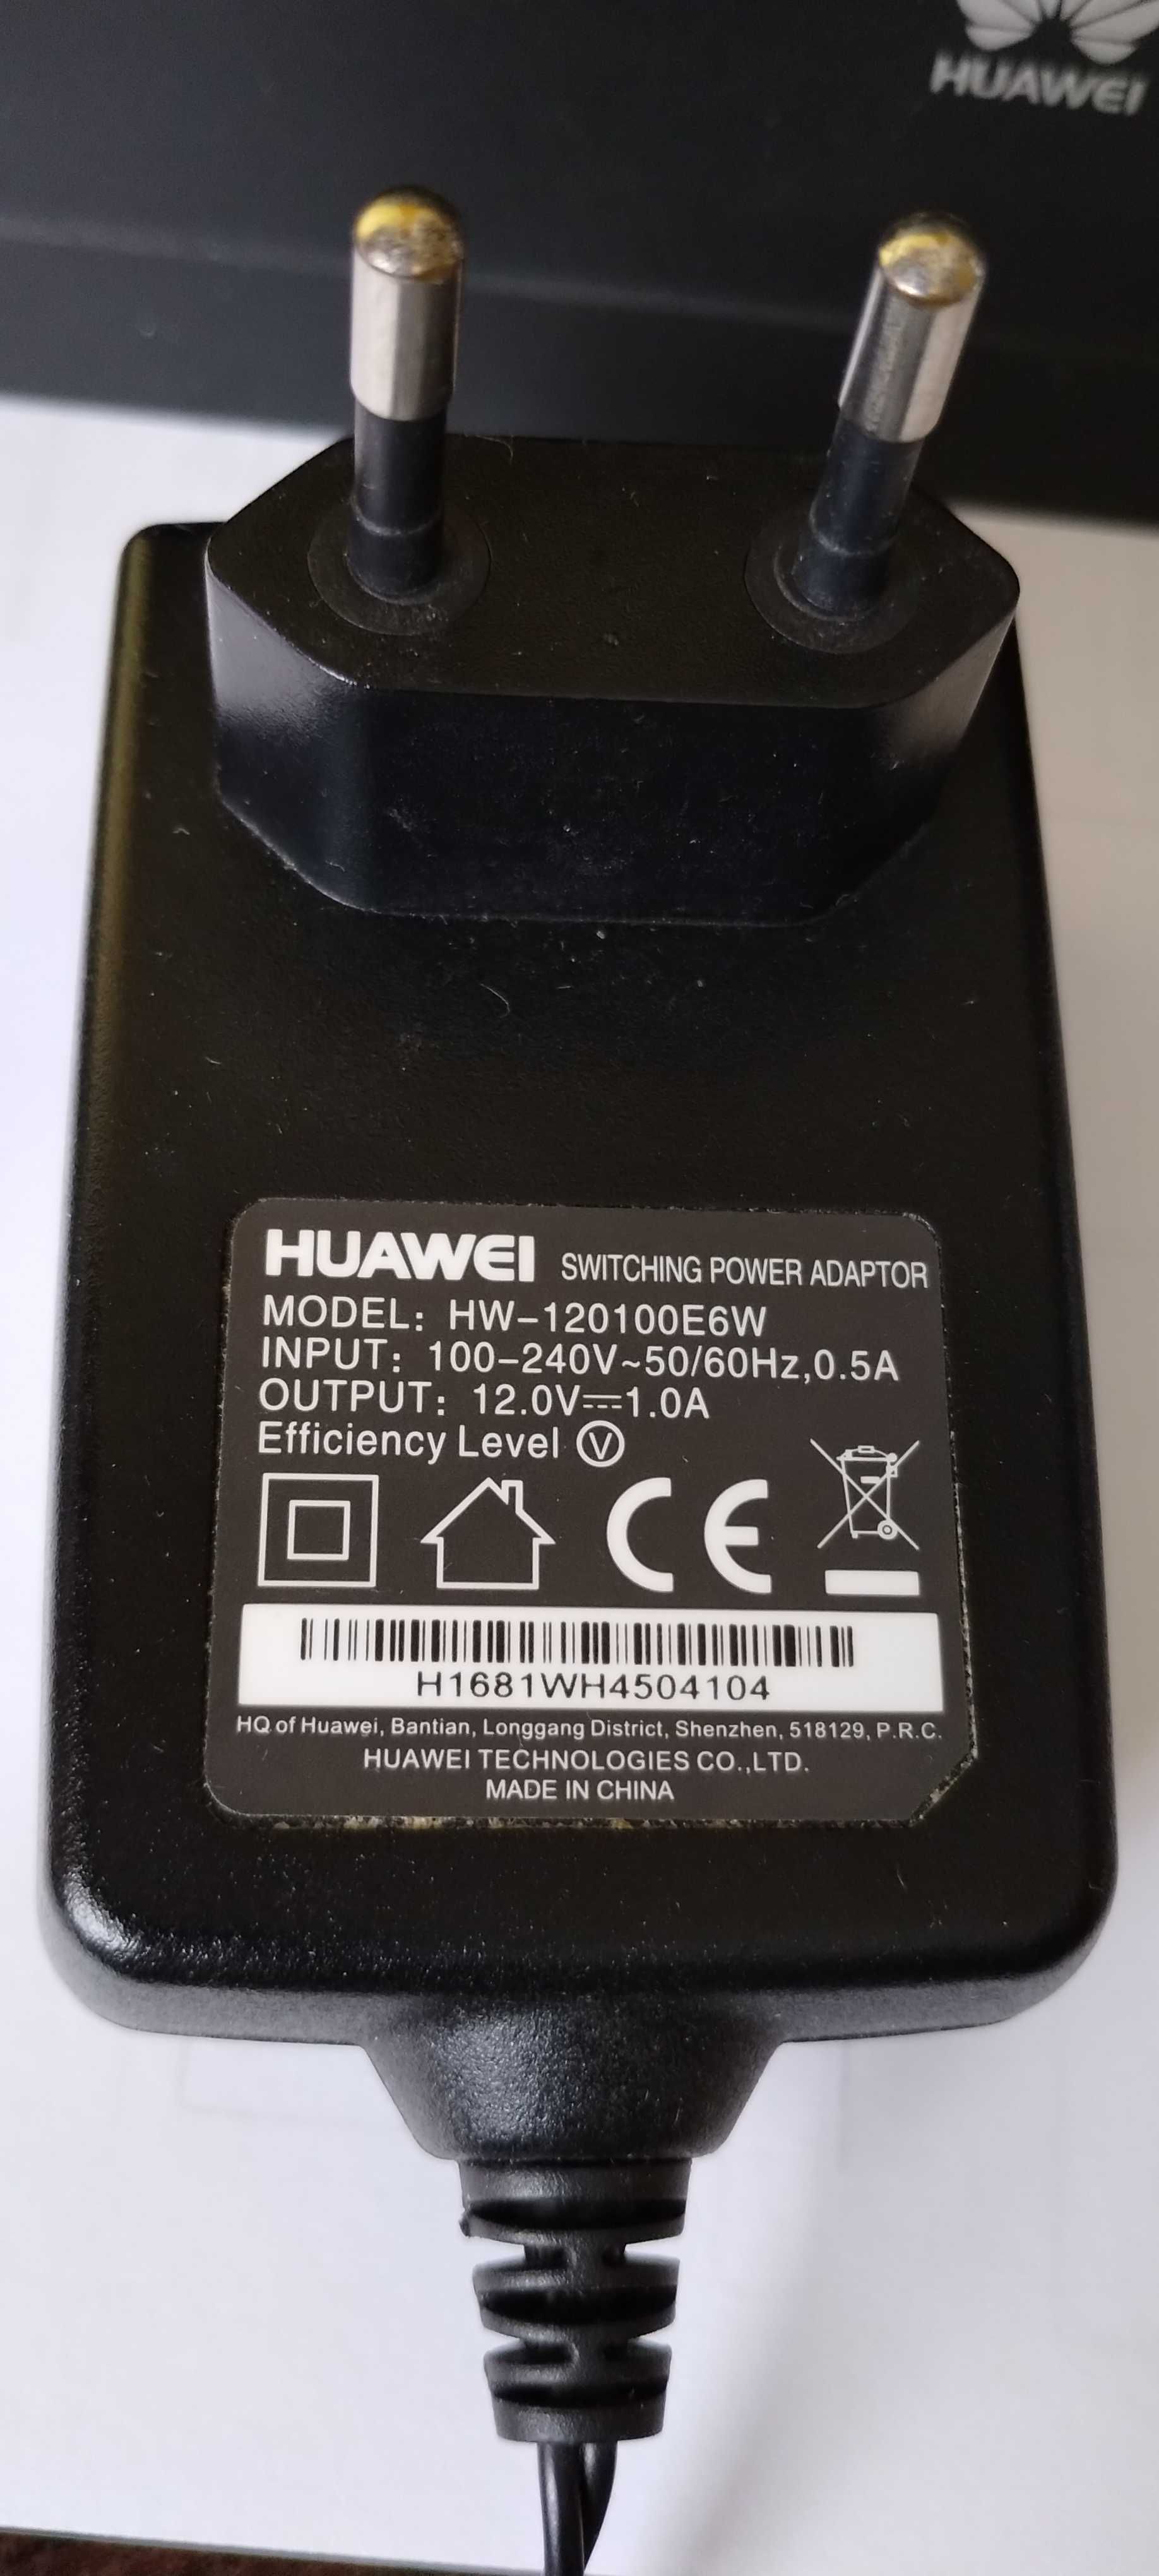 HUAWEI
HUAWEI SWITCHING POWER ADAPTOR
MODEL: HW-120100E6W
INPUT: 100-240V~50/60Hz,0.5A
OUTPUT: 12.0V⎓1.0A
Efficiency Level Ⓥ
CE
H1681WH4504104
HQ of Huawei, Bantian, Longgang District, Shenzhen, 518129, P.R.C.
HUAWEI TECHNOLOGIES CO.,LTD.
MADE IN CHINA